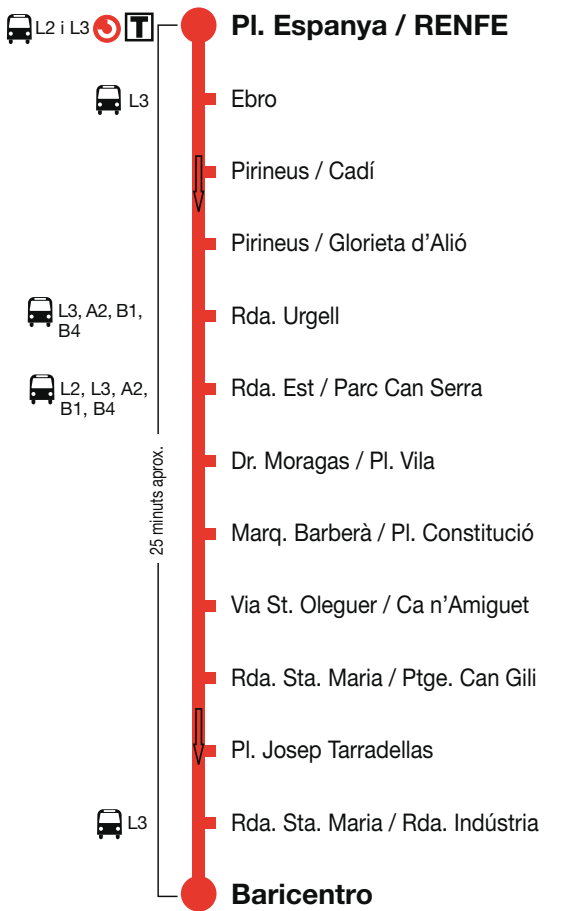 L2 i L3 T Pl. Espanya / RENFE
L3 Ebro
Pirineus / Cadí
Pirineus / Glorieta d’Alió
L3, A2, B1,
B4
Rda. Urgell
L2, L3, A2,
B1, B4
Rda. Est / Parc Can Serra
Dr. Moragas / Pl. Vila
25 minuts aprox.
Marq. Barberà / Pl. Constitució
Via St. Oleguer / Ca n’Amiguet
Rda. Sta. Maria / Ptge. Can Gili
Pl. Josep Tarradellas
L3 Rda. Sta. Maria / Rda. Indústria
Baricentro